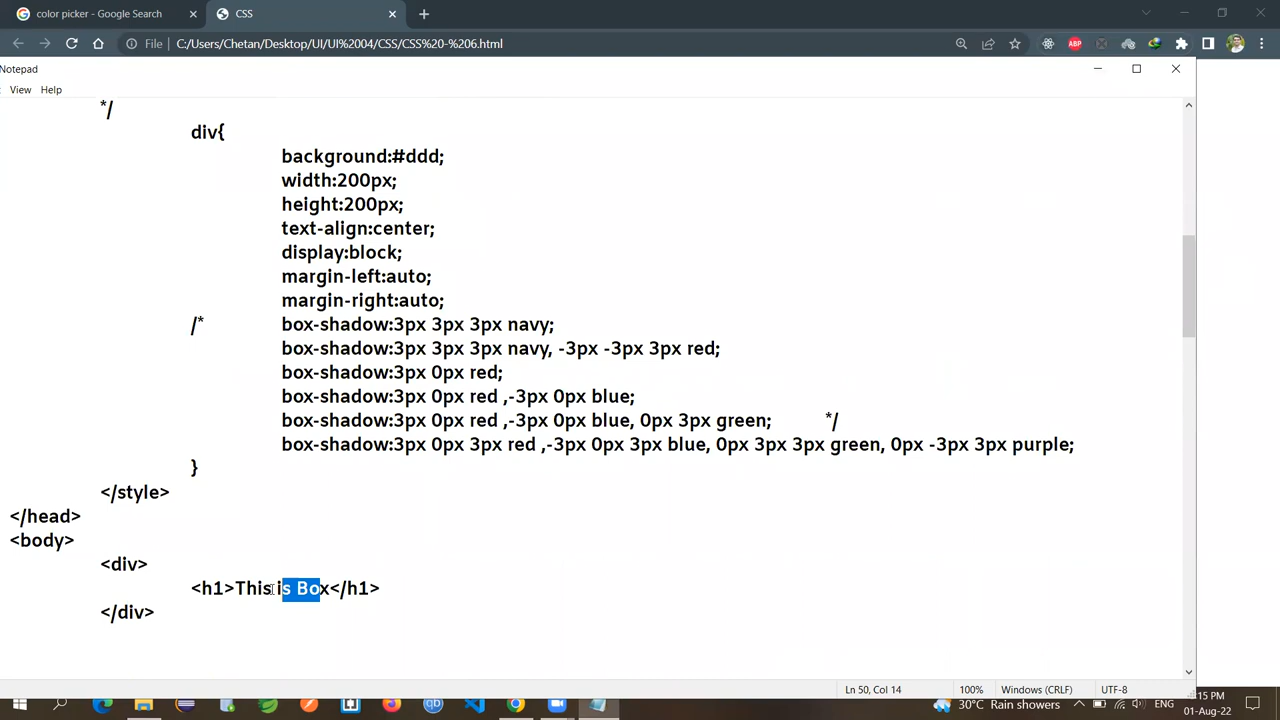 color picker - Google Search
CSS
File
C:/Users/Chetan/Desktop/UI/UI%2004/CSS/CSS%20-%206.html
ABP
Notepad
View Help
*/
div{
background:#ddd;
width:200px;
height:200px;
text-align:center;
display:block;
margin-left:auto;
margin-right:auto;
/* box-shadow:3px 3px 3px navy;
box-shadow:3px 3px 3px navy, -3px -3px 3px red;
box-shadow:3px 0px red;
box-shadow:3px 0px red ,-3px 0px blue;
box-shadow:3px 0px red ,-3px 0px blue, 0px 3px green; */
box-shadow:3px 0px 3px red ,-3px 0px 3px blue, 0px 3px 3px green, 0px -3px 3px purple;
}
</style>
</head>
<body>
<div>
<h1>This is Box</h1>
</div>
Ln 50, Col 14 100% Windows (CRLF) UTF-8
30°C Rain showers ENG
:15 PM
01-Aug-22